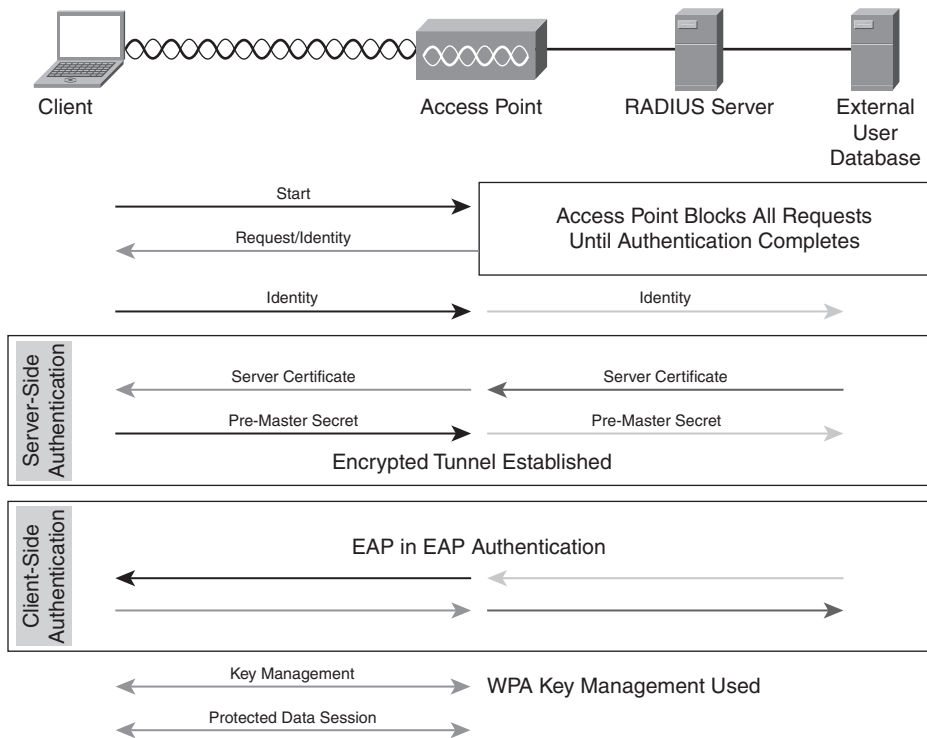 Client
Access Point
RADIUS Server
External
User
Database
Start
Access Point Blocks All Requests
Until Authentication Completes
Request/Identity
Identity
Identity
Server-Side
Authentication
Server Certificate
Server Certificate
Pre-Master Secret
Pre-Master Secret
Encrypted Tunnel Established
Client-Side
Authentication
EAP in EAP Authentication
Key Management
WPA Key Management Used
Protected Data Session